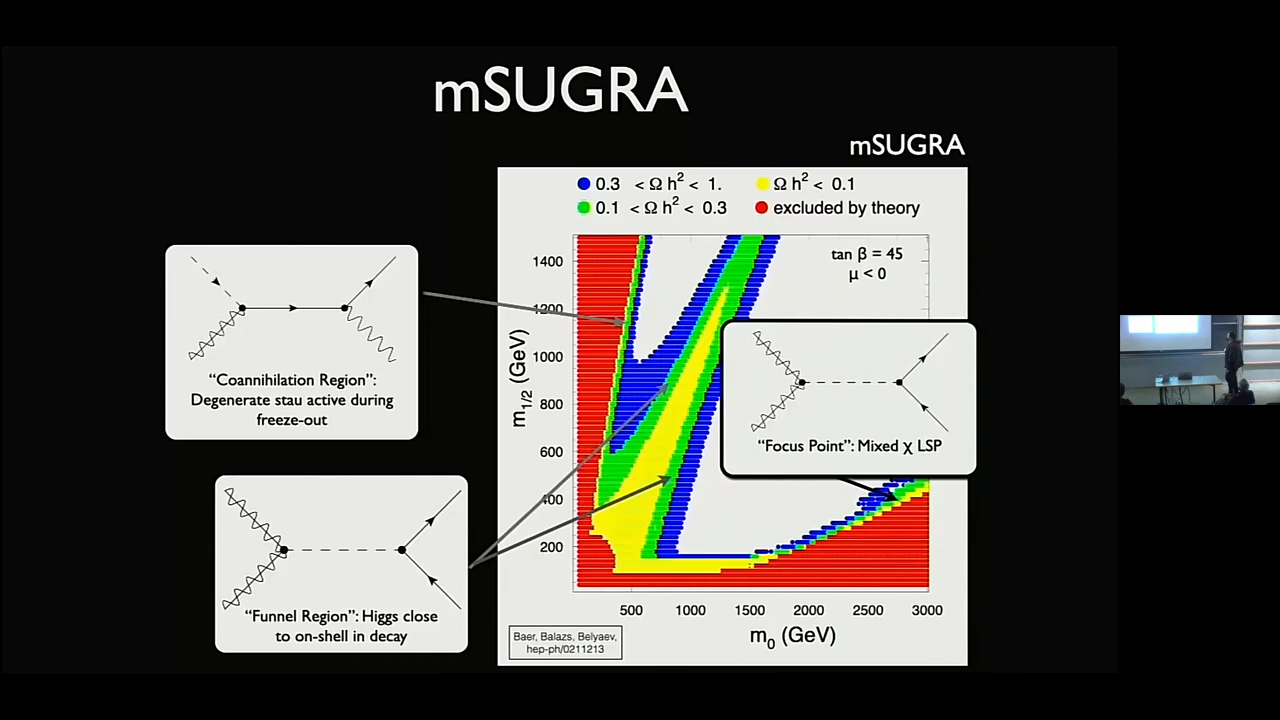 mSUGRA
mSUGRA
0.3 < Ω h² < 1.
Ω h² < 0.1
0.1 < Ω h² < 0.3
excluded by theory
tan β = 45
μ < 0
1400
1200
1000
800
600
400
200
m1/2 (GeV)
500 1000 1500 2000 2500 3000
m0 (GeV)
Baer, Balazs, Belyaev,
hep-ph/0211213
“Coannihilation Region”:
Degenerate stau active during
freeze-out
“Funnel Region”: Higgs close
to on-shell in decay
“Focus Point”: Mixed χ LSP